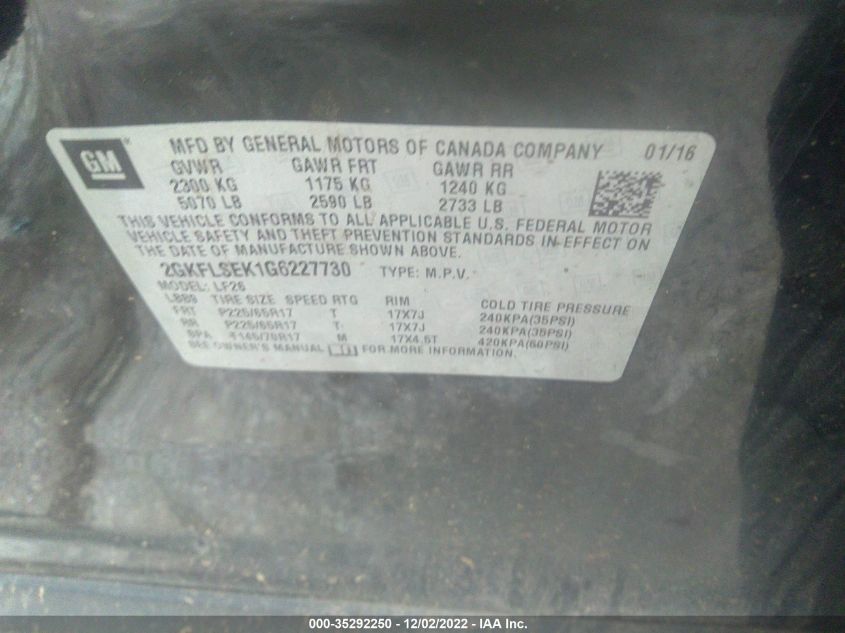 GM
MFD BY GENERAL MOTORS OF CANADA COMPANY 01/16
GVWR GAWR FRT GAWR RR
2300 KG 1175 KG 1240 KG
5070 LB 2590 LB 2733 LB
THIS VEHICLE CONFORMS TO ALL APPLICABLE U.S. FEDERAL MOTOR
VEHICLE SAFETY AND THEFT PREVENTION STANDARDS IN EFFECT ON
THE DATE OF MANUFACTURE SHOWN ABOVE.
2GKFLSEK1G6227730 TYPE: M.P.V.
MODEL: LF26
TIRE SIZE SPEED RTG RIM COLD TIRE PRESSURE
FRT P225/65R17 T 17X7J 240KPA(35PSI)
RR P225/65R17 T 17X7J 240KPA(35PSI)
SPA T145/70R17 M 17X4.5T 420KPA(60PSI)
SEE OWNER'S MANUAL FOR MORE INFORMATION.
000-35292250 - 12/02/2022 - IAA Inc.